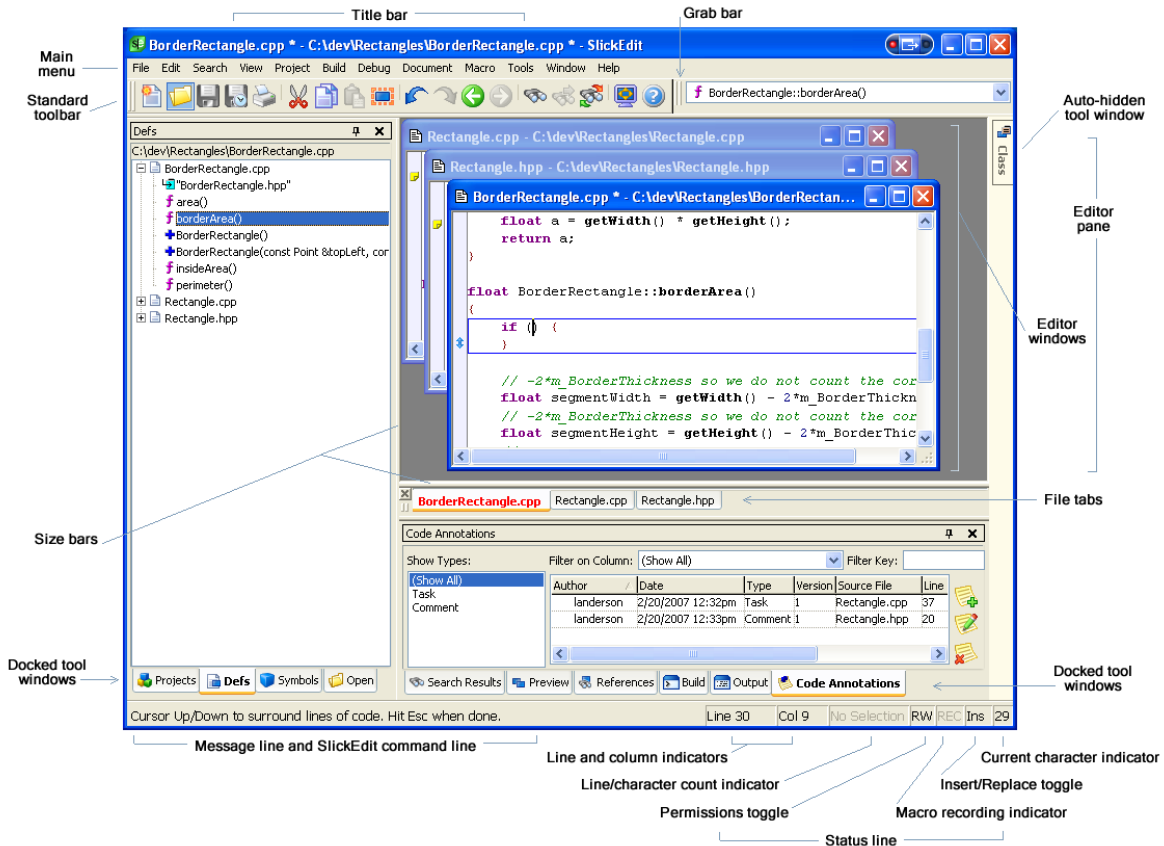 Title bar
Grab bar
Main menu
Standard toolbar
Auto-hidden tool window
Editor pane
Editor windows
File tabs
Size bars
Docked tool windows
Docked tool windows
BorderRectangle.cpp * - C:\dev\Rectangles\BorderRectangle.cpp * - SlickEdit
File Edit Search View Project Build Debug Document Macro Tools Window Help
BorderRectangle::borderArea()
Defs
C:\dev\Rectangles\BorderRectangle.cpp
BorderRectangle.cpp
"BorderRectangle.hpp"
area()
borderArea()
BorderRectangle()
BorderRectangle(const Point &topLeft, cor
insideArea()
perimeter()
Rectangle.cpp
Rectangle.hpp
Rectangle.cpp - C:\dev\Rectangles\Rectangle.cpp
Rectangle.hpp - C:\dev\Rectangles\Rectangle.hpp
BorderRectangle.cpp * - C:\dev\Rectangles\BorderRectan...
float a = getWidth() * getHeight();
return a;
}
float BorderRectangle::borderArea()
{
if () {
}
// -2*m_BorderThickness so we do not count the cor
float segmentWidth = getWidth() - 2*m_BorderThickn
// -2*m_BorderThickness so we do not count the cor
float segmentHeight = getHeight() - 2*m_BorderThic
Class
BorderRectangle.cpp Rectangle.cpp Rectangle.hpp
Code Annotations
Show Types:
(Show All)
Task
Comment
Filter on Column: (Show All) Filter Key:
Author / Date Type Version Source File Line
landerson 2/20/2007 12:32pm Task 1 Rectangle.cpp 37
landerson 2/20/2007 12:33pm Comment 1 Rectangle.hpp 20
Projects Defs Symbols Open
Search Results Preview References Build Output Code Annotations
Cursor Up/Down to surround lines of code. Hit Esc when done.
Line 30 Col 9 No Selection RW REC Ins 29
Message line and SlickEdit command line
Line and column indicators
Current character indicator
Line/character count indicator
Insert/Replace toggle
Permissions toggle
Macro recording indicator
Status line